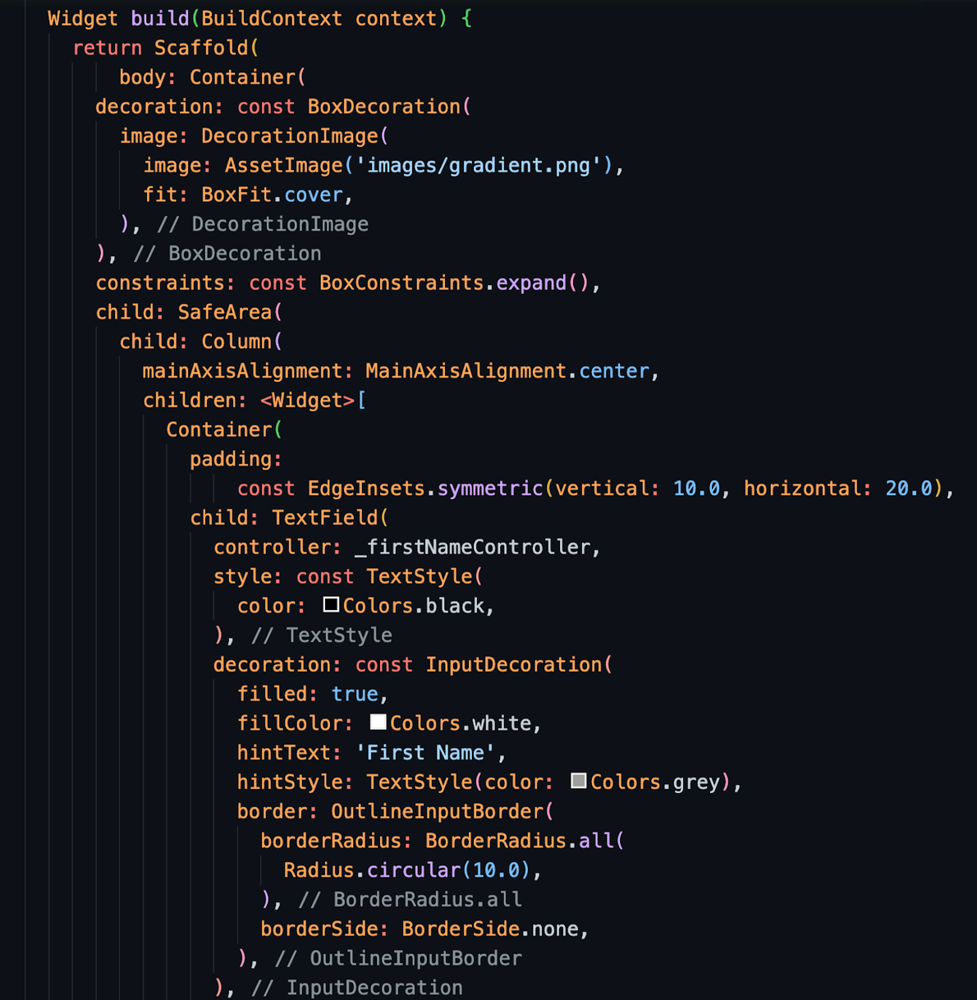 Widget build(BuildContext context) {
return Scaffold(
body: Container(
decoration: const BoxDecoration(
image: DecorationImage(
image: AssetImage('images/gradient.png'),
fit: BoxFit.cover,
), // DecorationImage
), // BoxDecoration
constraints: const BoxConstraints.expand(),
child: SafeArea(
child: Column(
mainAxisAlignment: MainAxisAlignment.center,
children: <Widget>[
Container(
padding:
const EdgeInsets.symmetric(vertical: 10.0, horizontal: 20.0),
child: TextField(
controller: _firstNameController,
style: const TextStyle(
color: Colors.black,
), // TextStyle
decoration: const InputDecoration(
filled: true,
fillColor: Colors.white,
hintText: 'First Name',
hintStyle: TextStyle(color: Colors.grey),
border: OutlineInputBorder(
borderRadius: BorderRadius.all(
Radius.circular(10.0),
), // BorderRadius.all
borderSide: BorderSide.none,
), // OutlineInputBorder
), // InputDecoration